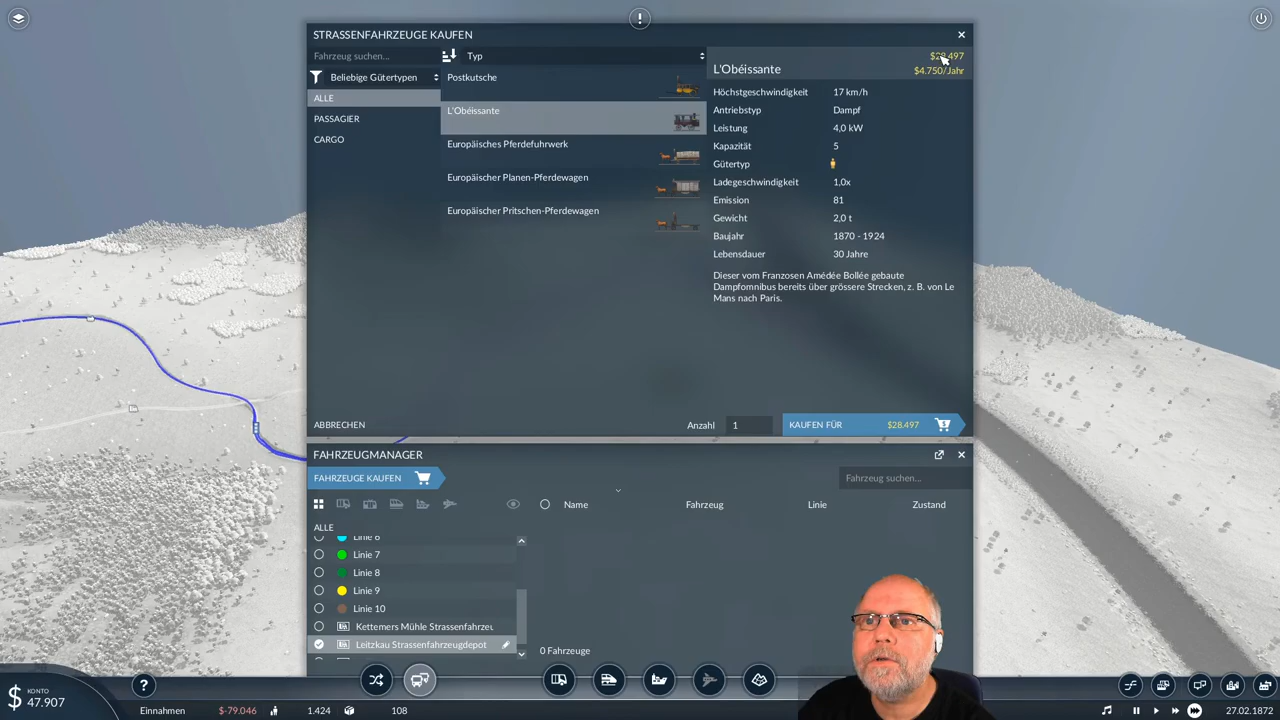 STRASSENFAHRZEUGE KAUFEN
Fahrzeug suchen...
Typ
Beliebige Gütertypen
ALLE
PASSAGIER
CARGO
Postkutsche
L'Obéissante
Europäisches Pferdefuhrwerk
Europäischer Planen-Pferdewagen
Europäischer Pritschen-Pferdewagen
$28.497
L'Obéissante
$4.750/Jahr
Höchstgeschwindigkeit 17 km/h
Antriebstyp Dampf
Leistung 4,0 kW
Kapazität 5
Gütertyp
Ladegeschwindigkeit 1,0x
Emission 81
Gewicht 2,0 t
Baujahr 1870 - 1924
Lebensdauer 30 Jahre
Dieser vom Franzosen Amédée Bollée gebaute
Dampfomnibus bereits über grössere Strecken, z. B. von Le
Mans nach Paris.
ABBRECHEN
Anzahl 1
KAUFEN FÜR $28.497
FAHRZEUGMANAGER
FAHRZEUGE KAUFEN
Fahrzeug suchen...
Name Fahrzeug Linie Zustand
ALLE
Linie 6
Linie 7
Linie 8
Linie 9
Linie 10
Kettemers Mühle Strassenfahrzeu
Leitzkau Strassenfahrzeugdepot
0 Fahrzeuge
$ KONTO
47.907
?
Einnahmen $-79.046 1.424 108
27.02.1872